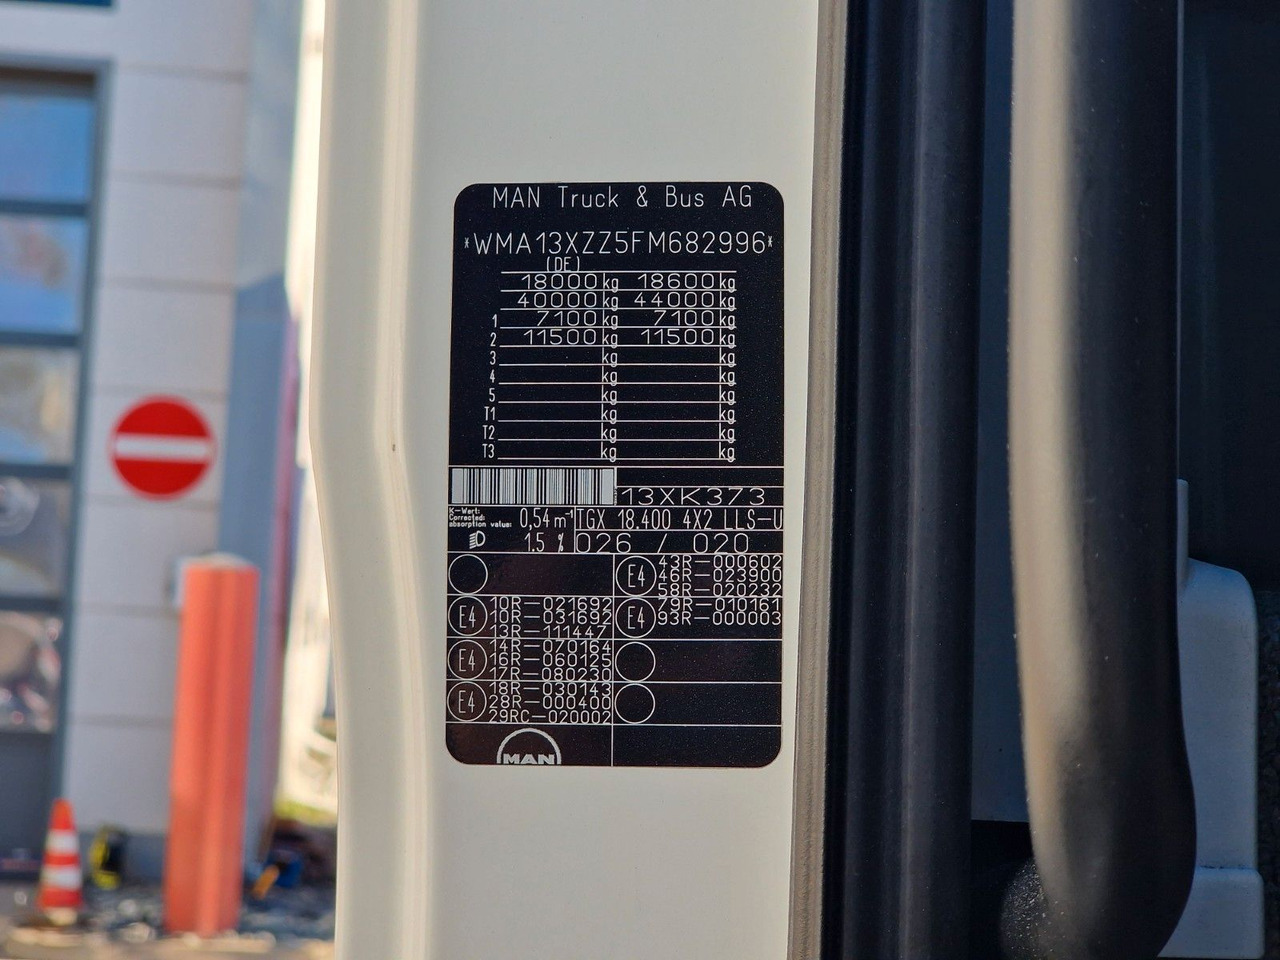 MAN Truck & Bus AG
*WMA13XZZ5FM682996*
(DE)
18000 kg 18600 kg
40000 kg 44000 kg
1 7100 kg 7100 kg
2 11500 kg 11500 kg
3 kg kg
4 kg kg
5 kg kg
T1 kg kg
T2 kg kg
T3 kg kg
13XK373
K-Wert:
Corrected
absorption value: 0,54 m⁻¹
TGX 18.400 4X2 LLS-U
1.5 %
026 / 020
E4 43R-000602
46R-023900
58R-020232
E4 10R-021692
10R-031692
13R-111447
E4 79R-010161
93R-000003
E4 14R-070164
16R-060125
17R-080230
E4 18R-030143
28R-000400
29RC-020002
MAN